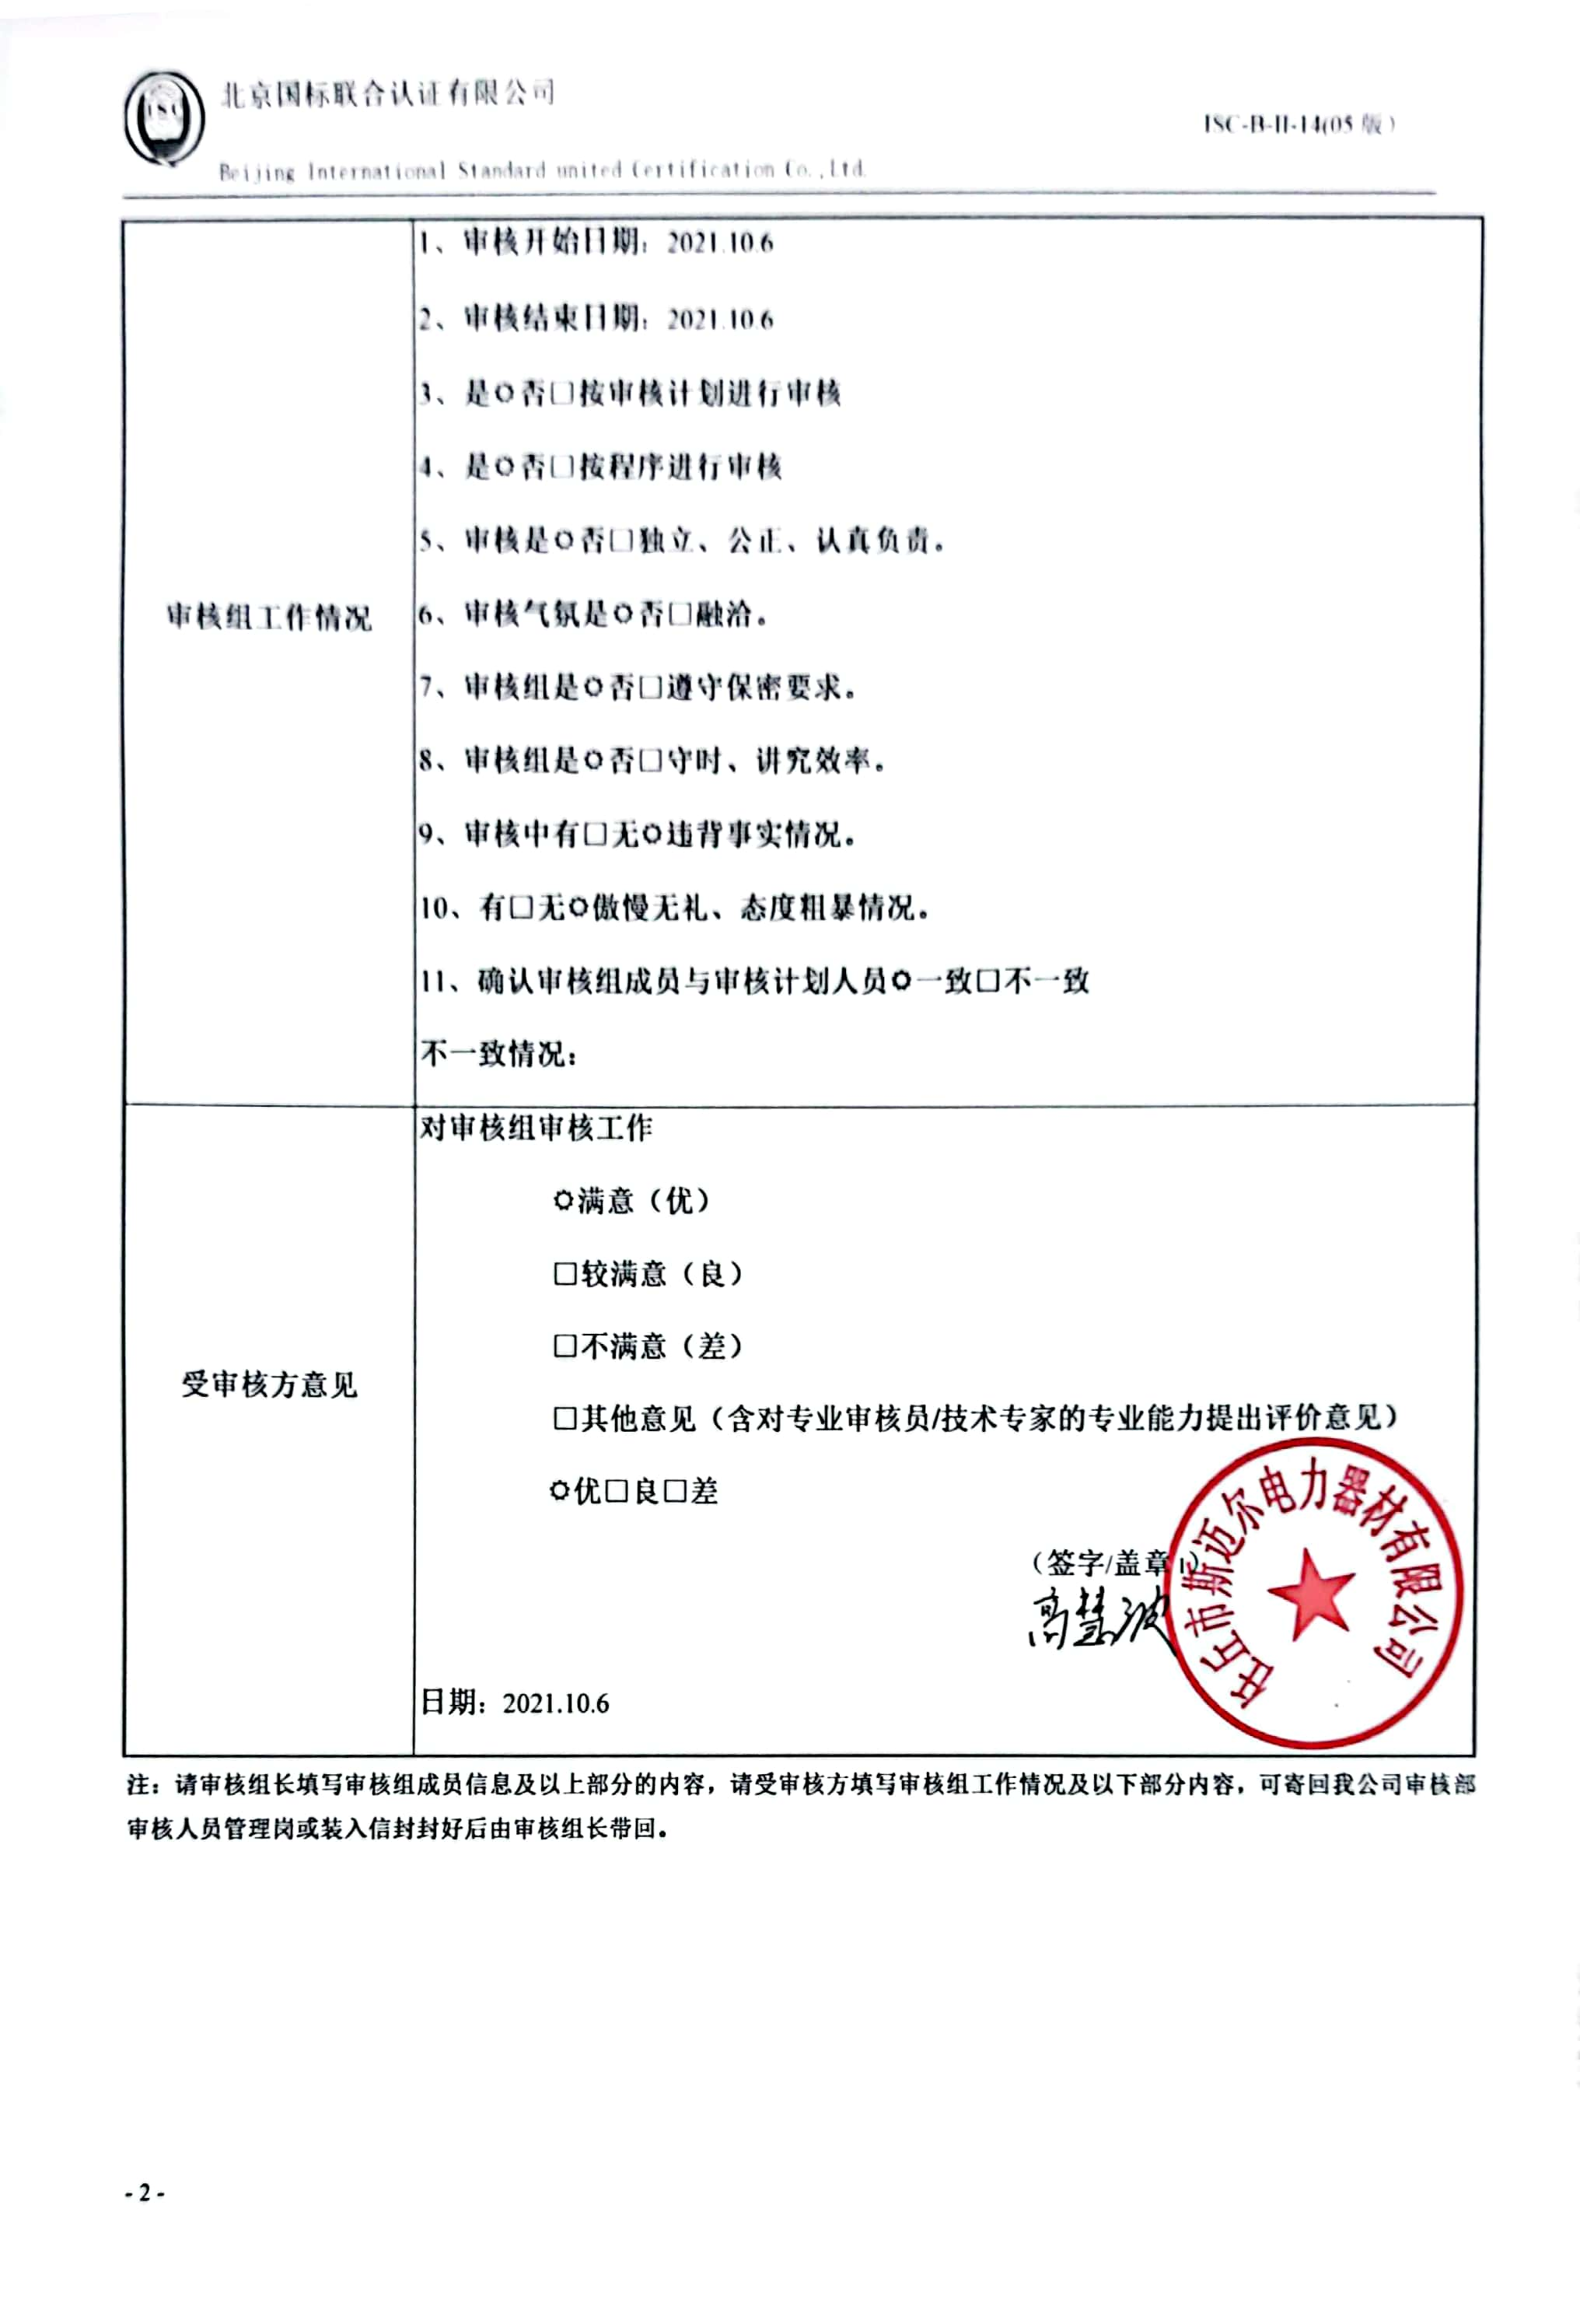 ISC
北京国标联合认证有限公司
ISC-B-II-14(05 版)
Beijing International Standard united Certification Co.,Ltd.
审核组工作情况
1、审核开始日期：2021.10.6
2、审核结束日期：2021.10.6
3、是✡否□按审核计划进行审核
4、是✡否□按程序进行审核
5、审核是✡否□独立、公正、认真负责。
6、审核气氛是✡否□融洽。
7、审核组是✡否□遵守保密要求。
8、审核组是✡否□守时、讲究效率。
9、审核中有□无✡违背事实情况。
10、有□无✡傲慢无礼、态度粗暴情况。
11、确认审核组成员与审核计划人员✡一致□不一致
不一致情况：
受审核方意见
对审核组审核工作
✡满意（优）
□较满意（良）
□不满意（差）
□其他意见（含对专业审核员/技术专家的专业能力提出评价意见）
✡优□良□差
（签字/盖章）
高慧波
任丘市斯迈尔电力器材有限公司
日期：2021.10.6
注：请审核组长填写审核组成员信息及以上部分的内容，请受审核方填写审核组工作情况及以下部分内容，可寄回我公司审核部
审核人员管理岗或装入信封封好后由审核组长带回。
- 2 -